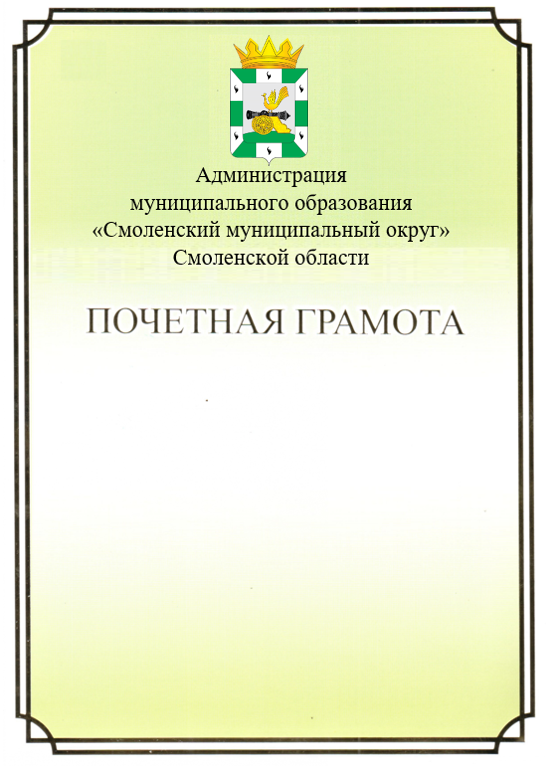 Администрация
муниципального образования
«Смоленский муниципальный округ»
Смоленской области
ПОЧЕТНАЯ ГРАМОТА